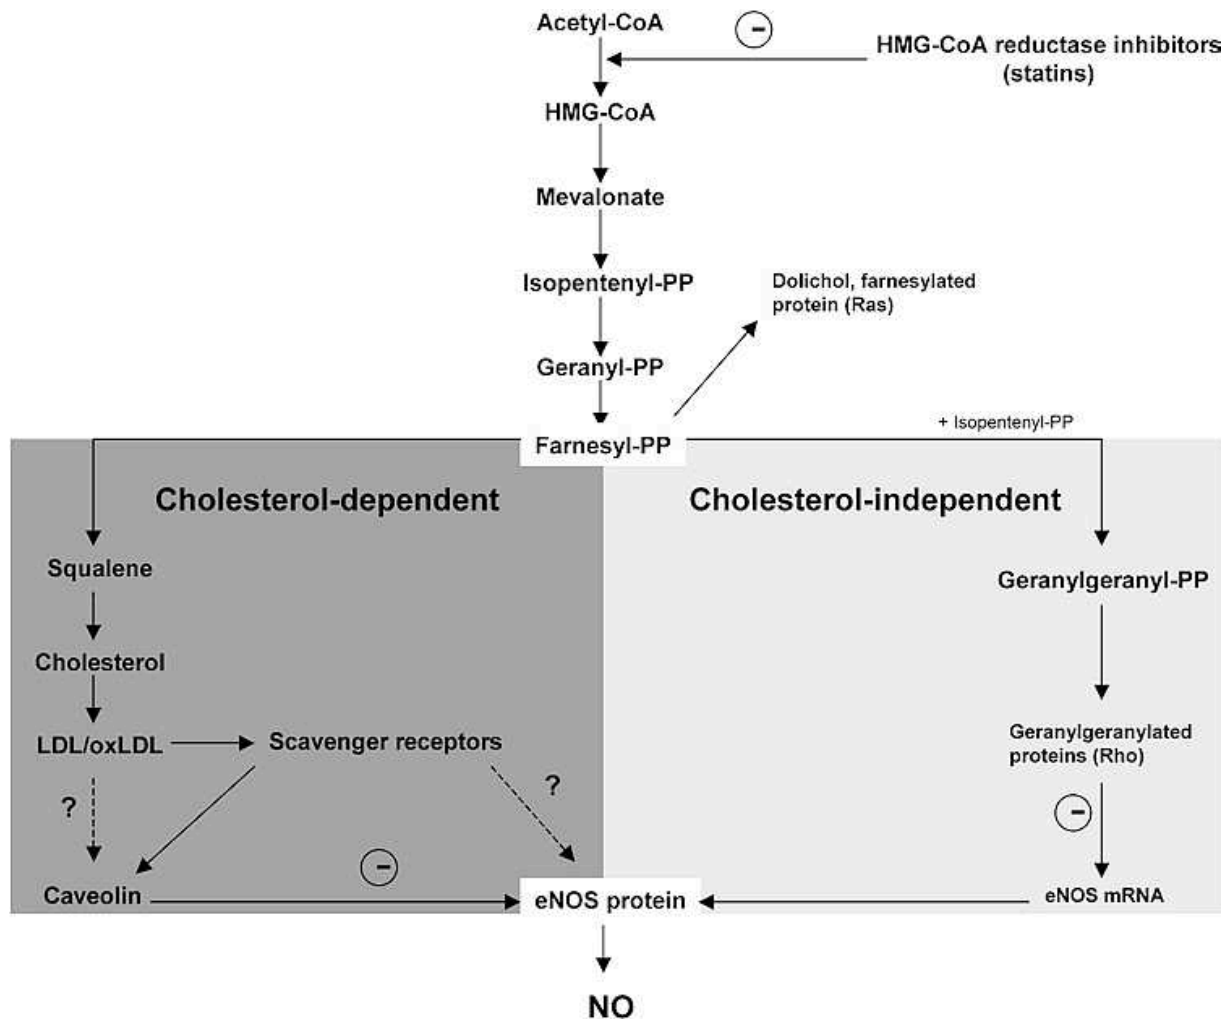 Acetyl-CoA
-
HMG-CoA reductase inhibitors
(statins)
HMG-CoA
Mevalonate
Isopentenyl-PP
Dolichol, farnesylated
protein (Ras)
Geranyl-PP
+ Isopentenyl-PP
Farnesyl-PP
Cholesterol-dependent
Cholesterol-independent
Squalene
Geranylgeranyl-PP
Cholesterol
LDL/oxLDL
Scavenger receptors
Geranylgeranylated
proteins (Rho)
?
?
-
-
Caveolin
eNOS protein
eNOS mRNA
NO